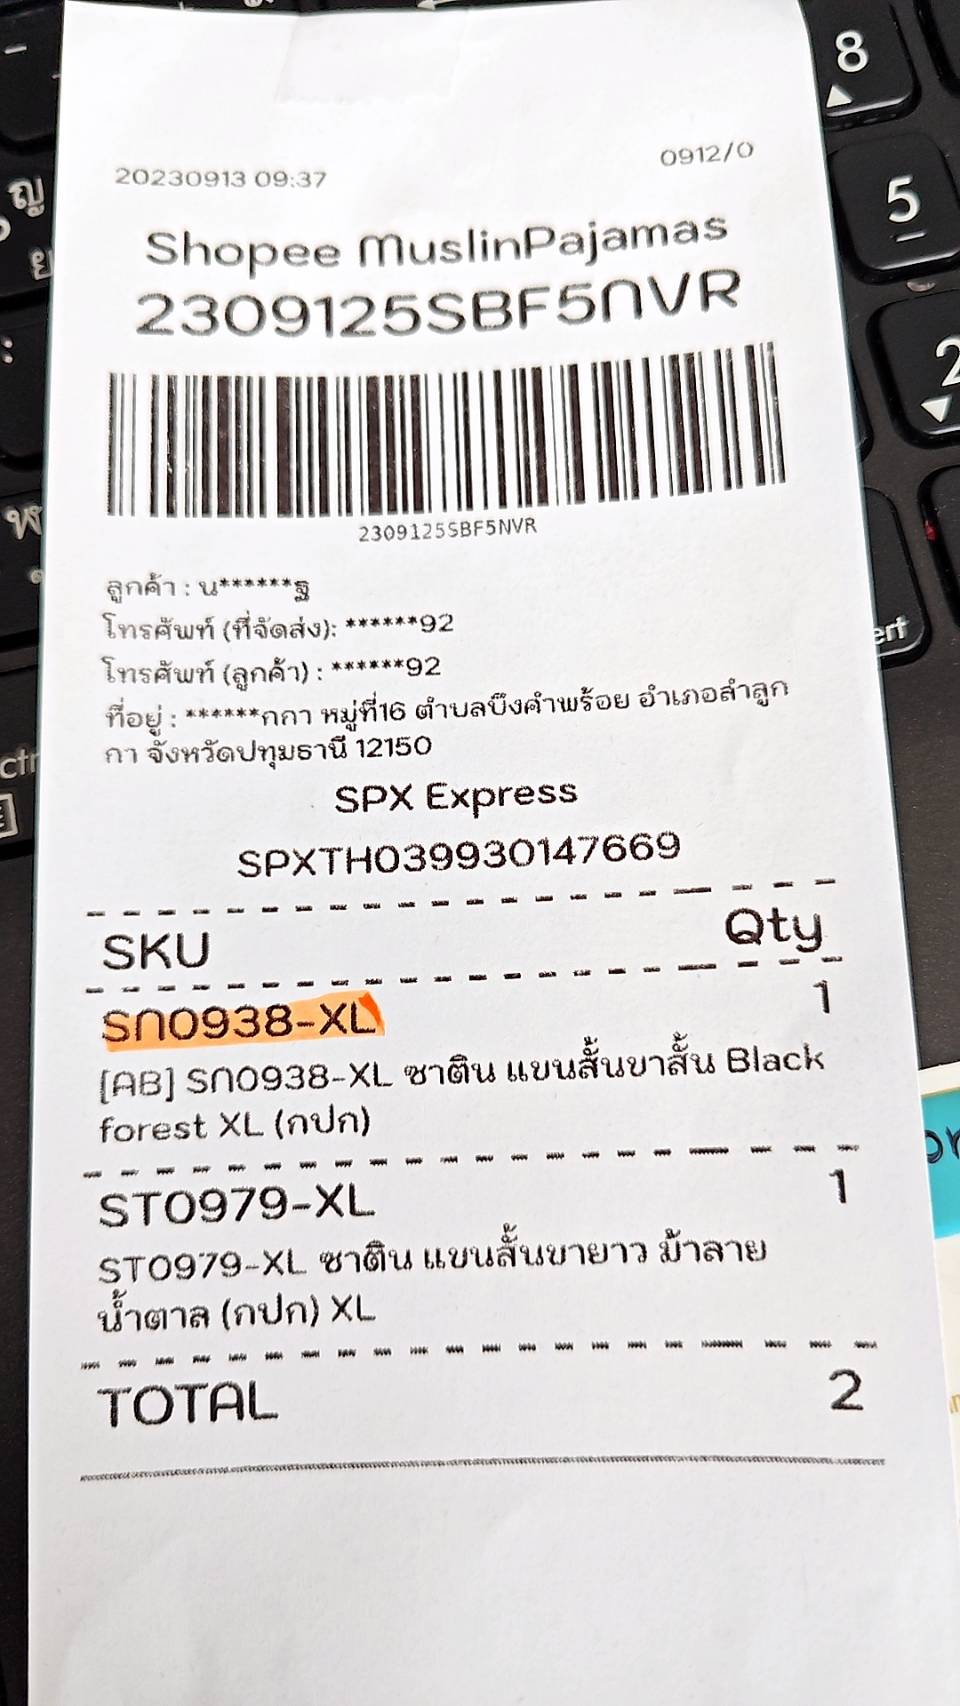 20230913 09:37
0912/0
Shopee MuslinPajamas
2309125SBF5NVR
2309125SBF5NVR
ลูกค้า : น******ฐ
โทรศัพท์ (ที่จัดส่ง): ******92
โทรศัพท์ (ลูกค้า) : ******92
ที่อยู่ : ******กกา หมู่ที่16 ตำบลบึงคำพร้อย อำเภอลำลูก
กา จังหวัดปทุมธานี 12150
SPX Express
SPXTH039930147669
SKU Qty
SN0938-XL 1
[AB] SN0938-XL ซาติน แขนสั้นขาสั้น Black
forest XL (กปก)
ST0979-XL 1
ST0979-XL ซาติน แขนสั้นขายาว ม้าลาย
น้ำตาล (กปก) XL
TOTAL 2
8
5
2
ญ
ย
ctr